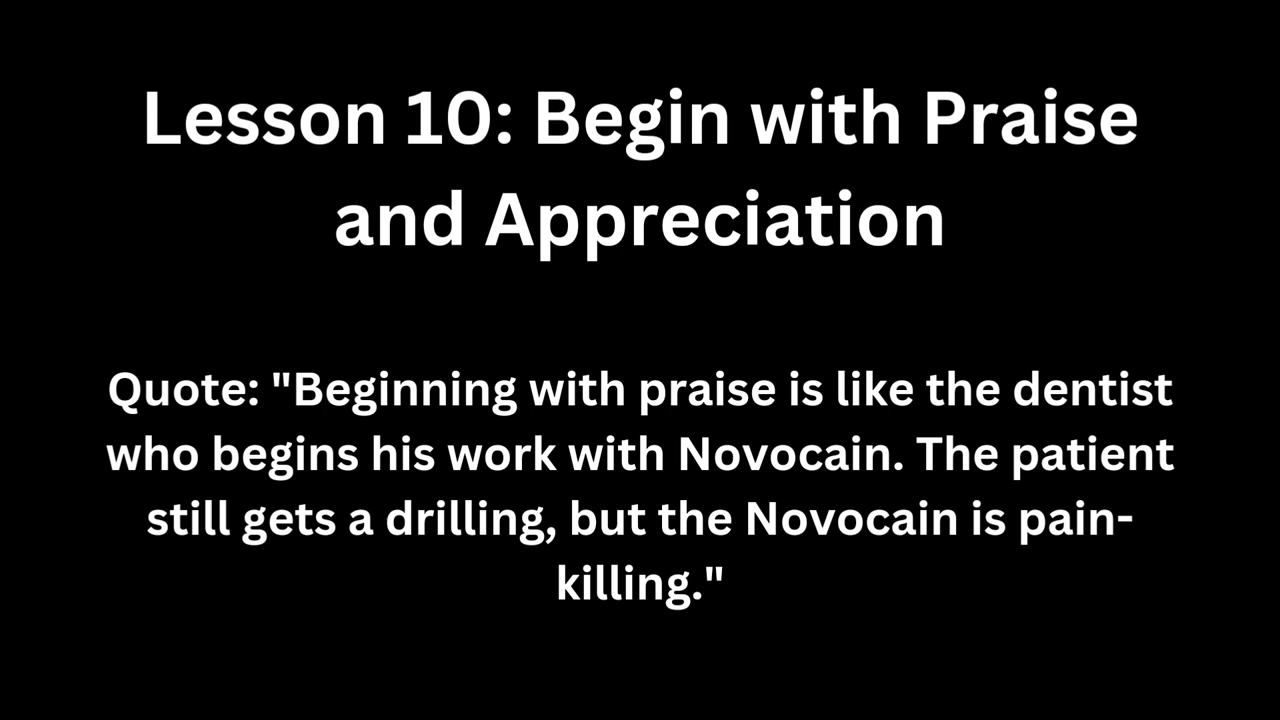 Lesson 10: Begin with Praise
and Appreciation
Quote: "Beginning with praise is like the dentist
who begins his work with Novocain. The patient
still gets a drilling, but the Novocain is pain-
killing."